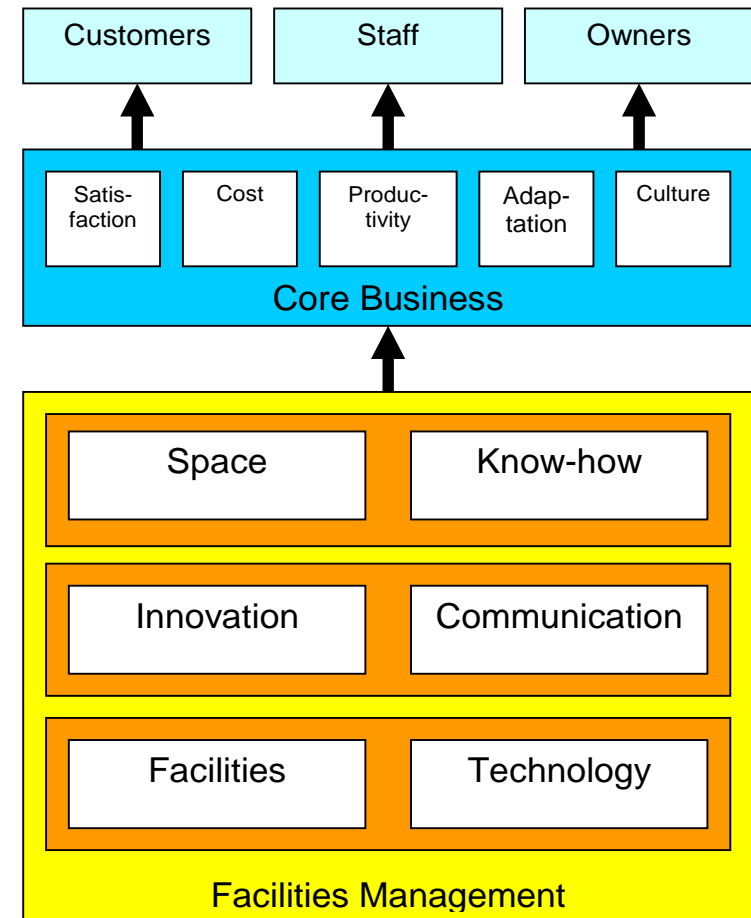 Customers
Staff
Owners
Satis-
faction
Cost
Produc-
tivity
Adap-
tation
Culture
Core Business
Space
Know-how
Innovation
Communication
Facilities
Technology
Facilities Management